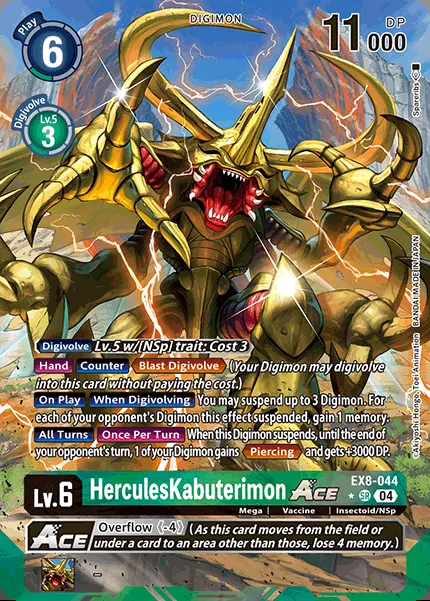 Play
6
DIGIMON
11000
DP
Digivolve
Lv.5
3
Spareribs
©Akiyoshi Hongo, Toei Animation BANDAI MADE IN JAPAN
Digivolve Lv.5 w/[NSp] trait: Cost 3
Hand Counter Blast Digivolve (Your Digimon may digivolve
into this card without paying the cost.)
On Play When Digivolving You may suspend up to 3 Digimon. For
each of your opponent's Digimon this effect suspended, gain 1 memory.
All Turns Once Per Turn When this Digimon suspends, until the end of
your opponent's turn, 1 of your Digimon gains Piercing and gets +3000 DP.
Lv.6 HerculesKabuterimon ACE
EX8-044
SR 04
Mega | Vaccine | Insectoid/NSp
ACE Overflow《-4》 (As this card moves from the field or
under a card to an area other than those, lose 4 memory.)
-